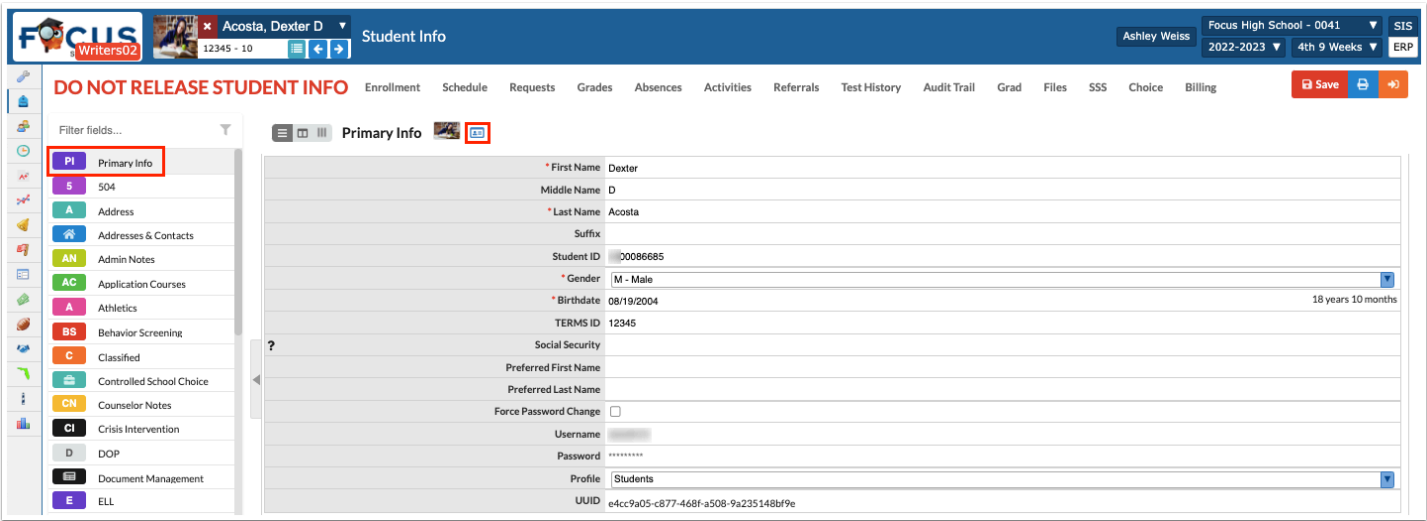 FOCUS
Writers02
× Acosta, Dexter D ▼
12345 - 10
Student Info
Ashley Weiss
Focus High School - 0041 ▼
SIS
2022-2023 ▼
4th 9 Weeks ▼
ERP
DO NOT RELEASE STUDENT INFO
Enrollment Schedule Requests Grades Absences Activities Referrals Test History Audit Trail Grad Files SSS Choice Billing
Save
Filter fields...
PI Primary Info
5 504
A Address
Addresses & Contacts
AN Admin Notes
AC Application Courses
A Athletics
BS Behavior Screening
C Classified
Controlled School Choice
CN Counselor Notes
CI Crisis Intervention
D DOP
Document Management
E ELL
Primary Info
* First Name Dexter
Middle Name D
* Last Name Acosta
Suffix
Student ID 00086685
* Gender M - Male
* Birthdate 08/19/2004 18 years 10 months
TERMS ID 12345
? Social Security
Preferred First Name
Preferred Last Name
Force Password Change
Username
Password *********
Profile Students
UUID e4cc9a05-c877-468f-a508-9a235148bf9e